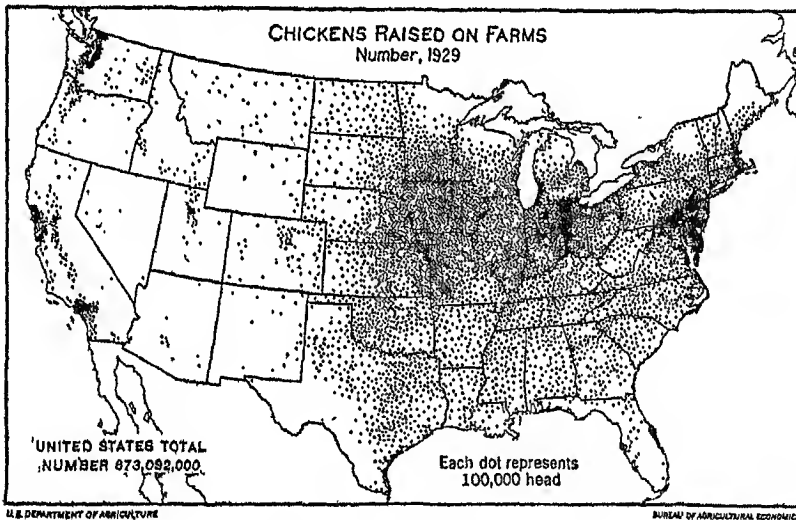 CHICKENS RAISED ON FARMS
Number, 1929
UNITED STATES TOTAL
NUMBER 673,092,000
Each dot represents
100,000 head
U.S. DEPARTMENT OF AGRICULTURE
BUREAU OF AGRICULTURAL ECONOMICS